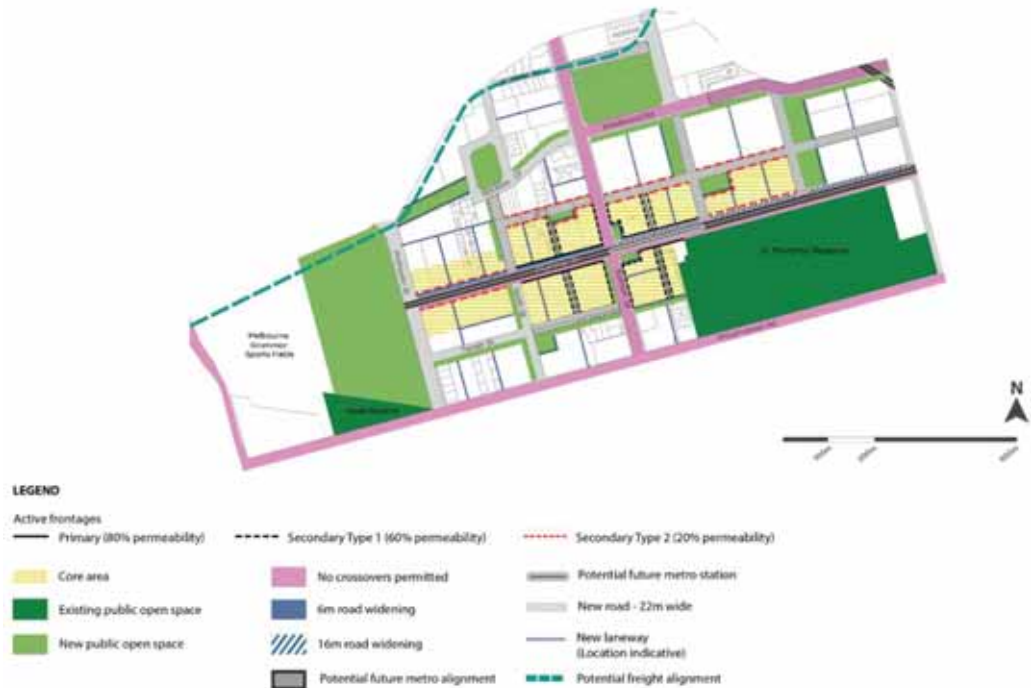 Melbourne
Grammar
Sports Fields
JL Murphy Reserve
N
LEGEND
Active frontages
Primary (80% permeability)
Secondary Type 1 (60% permeability)
Secondary Type 2 (20% permeability)
Core area
No crossovers permitted
Potential future metro station
Existing public open space
6m road widening
New road - 22m wide
New public open space
16m road widening
New laneway
(Location indicative)
Potential future metro alignment
Potential freight alignment